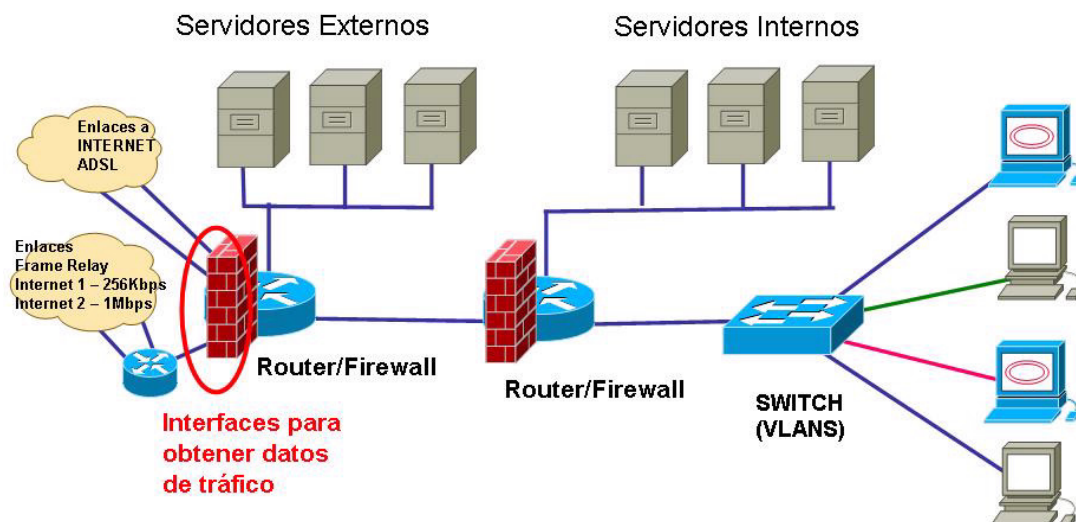 Servidores Externos
Servidores Internos
Enlaces a
INTERNET
ADSL
Enlaces
Frame Relay
Internet 1 – 256Kbps
Internet 2 – 1Mbps
Router/Firewall
Router/Firewall
SWITCH
(VLANS)
Interfaces para
obtener datos
de tráfico